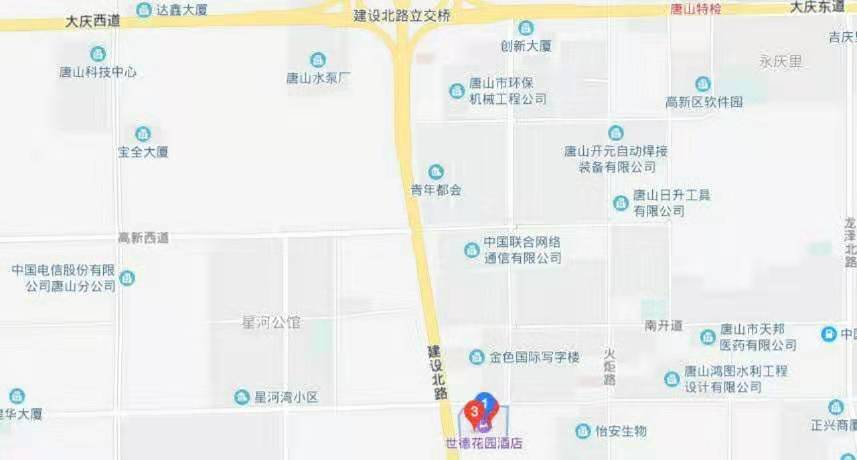 达鑫大厦
大庆西道
建设北路立交桥
唐山特检
大庆东道
创新大厦
吉庆里
唐山科技中心
唐山水泵厂
永庆里
唐山市环保
机械工程公司
高新区软件园
宝全大厦
唐山开元自动焊接
装备有限公司
青年都会
唐山日升工具
有限公司
龙泽北路
高新西道
中国联合网络
通信有限公司
中国电信股份有限
公司唐山分公司
星河公馆
南开道
唐山市天邦
医药有限公司
中国
建设北路
金色国际写字楼
火炬路
唐山鸿图水利工程
设计有限公司
星河湾小区
华大厦
3
1
世德花园酒店
怡安生物
正兴商厦